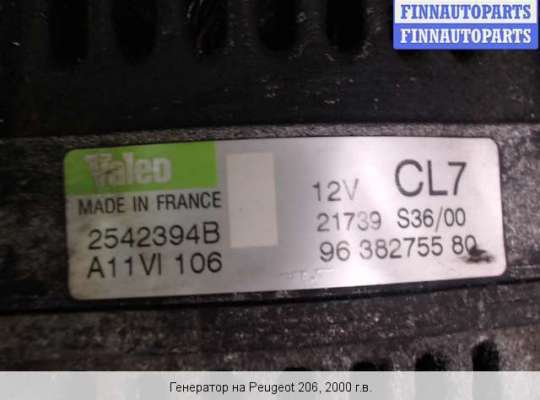 FINNAUTOPARTS
FINNAUTOPARTS
Valeo
MADE IN FRANCE
2542394B
A11VI 106
12V CL7
21739 S36/00
96 382755 80
Генератор на Peugeot 206, 2000 г.в.